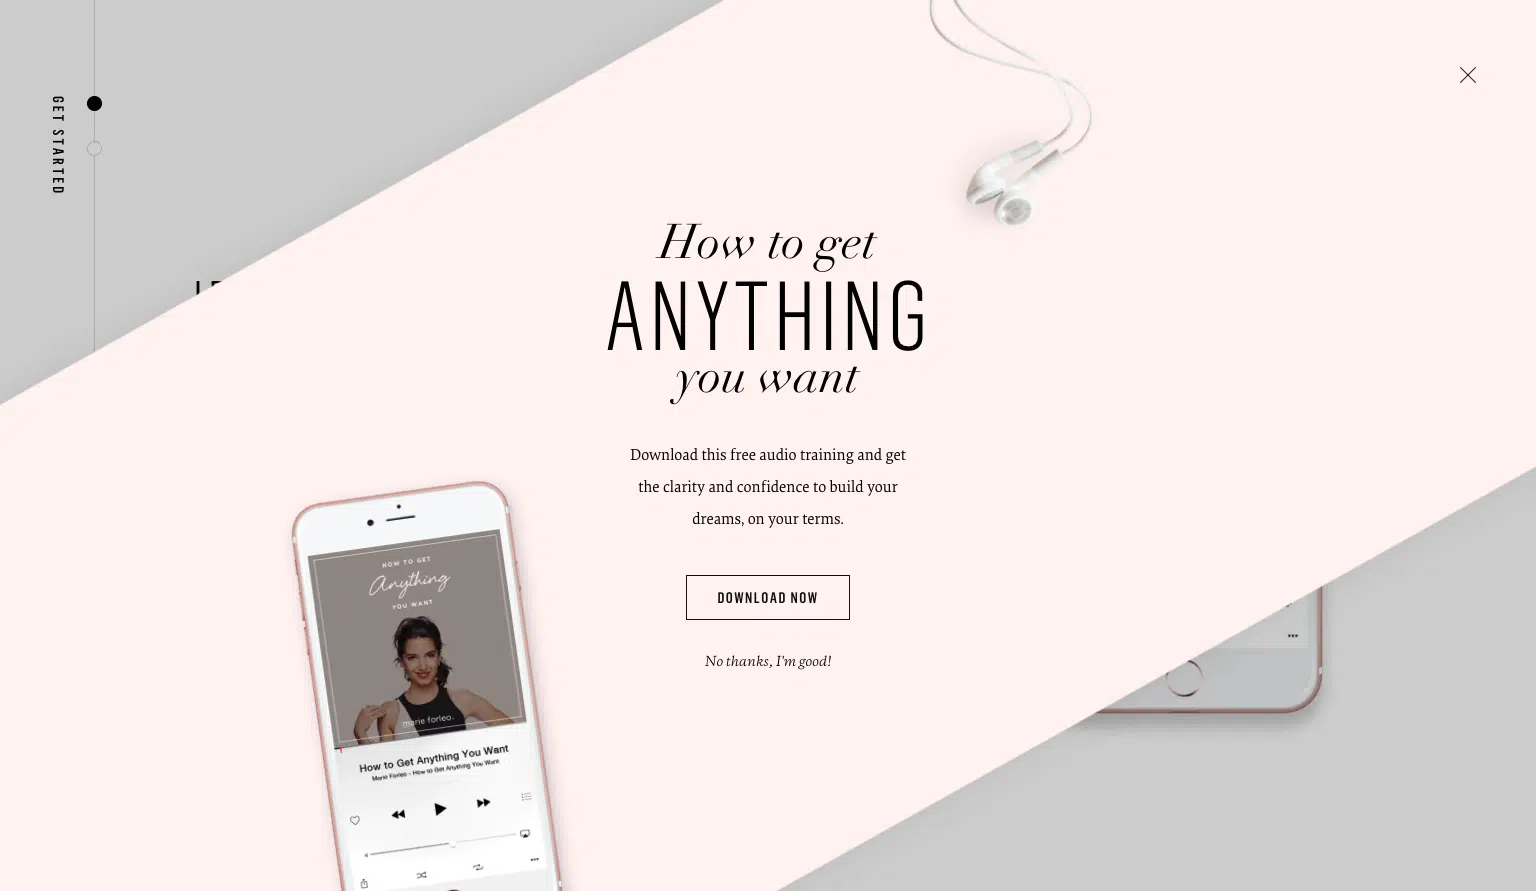 GET STARTED
How to get
ANYTHING
you want
Download this free audio training and get
the clarity and confidence to build your
dreams, on your terms.
DOWNLOAD NOW
No thanks, I'm good!
HOW TO GET
Anything
YOU WANT
marie forleo.
How to Get Anything You Want
Marie Forleo - How to Get Anything You Want